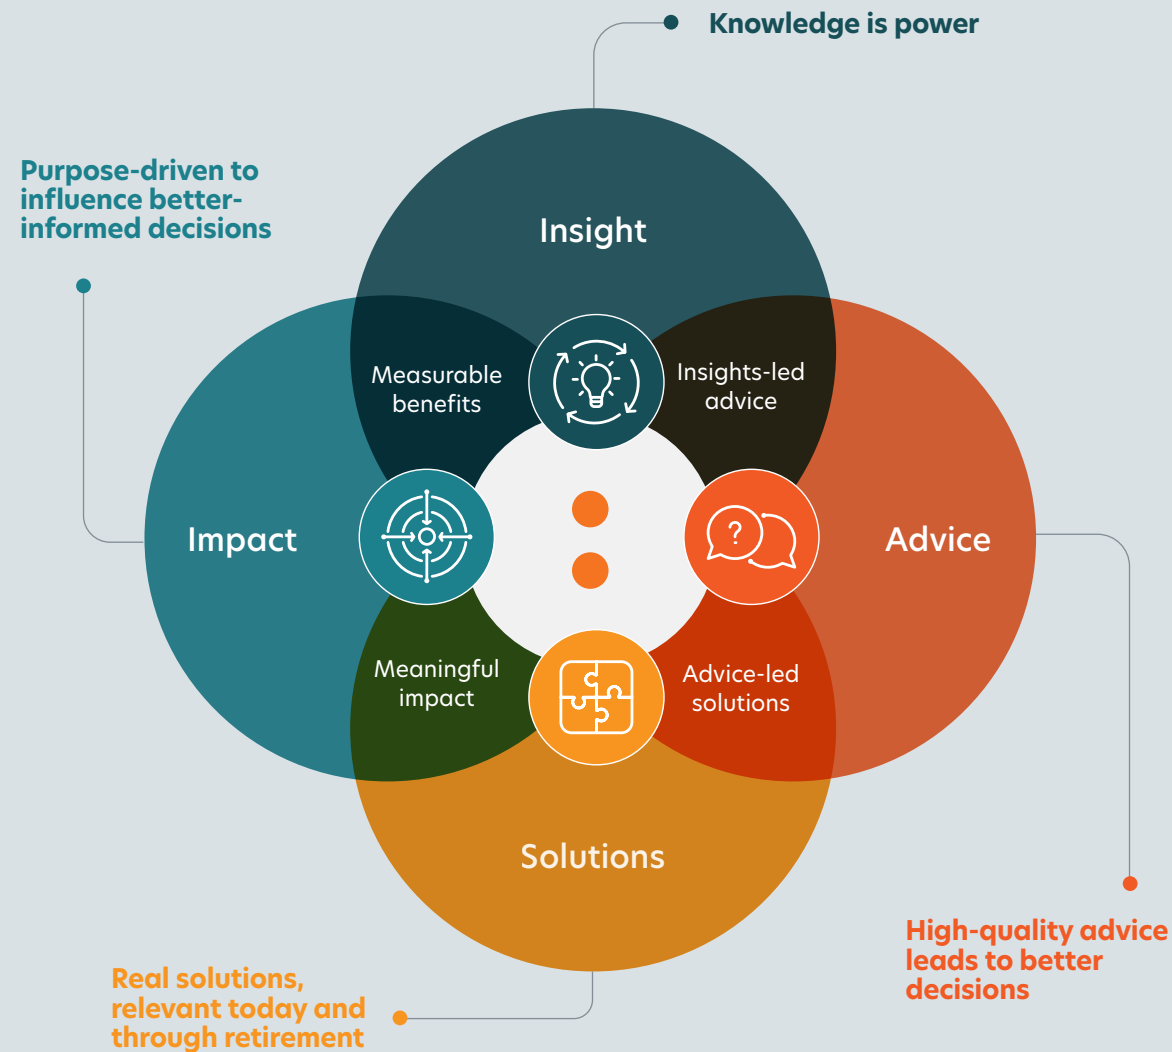 Knowledge is power
Purpose-driven to
influence better-
informed decisions
Insight
Measurable
benefits
Insights-led
advice
Impact
?
Advice
Meaningful
impact
Advice-led
solutions
Solutions
High-quality advice
leads to better
decisions
Real solutions,
relevant today and
through retirement